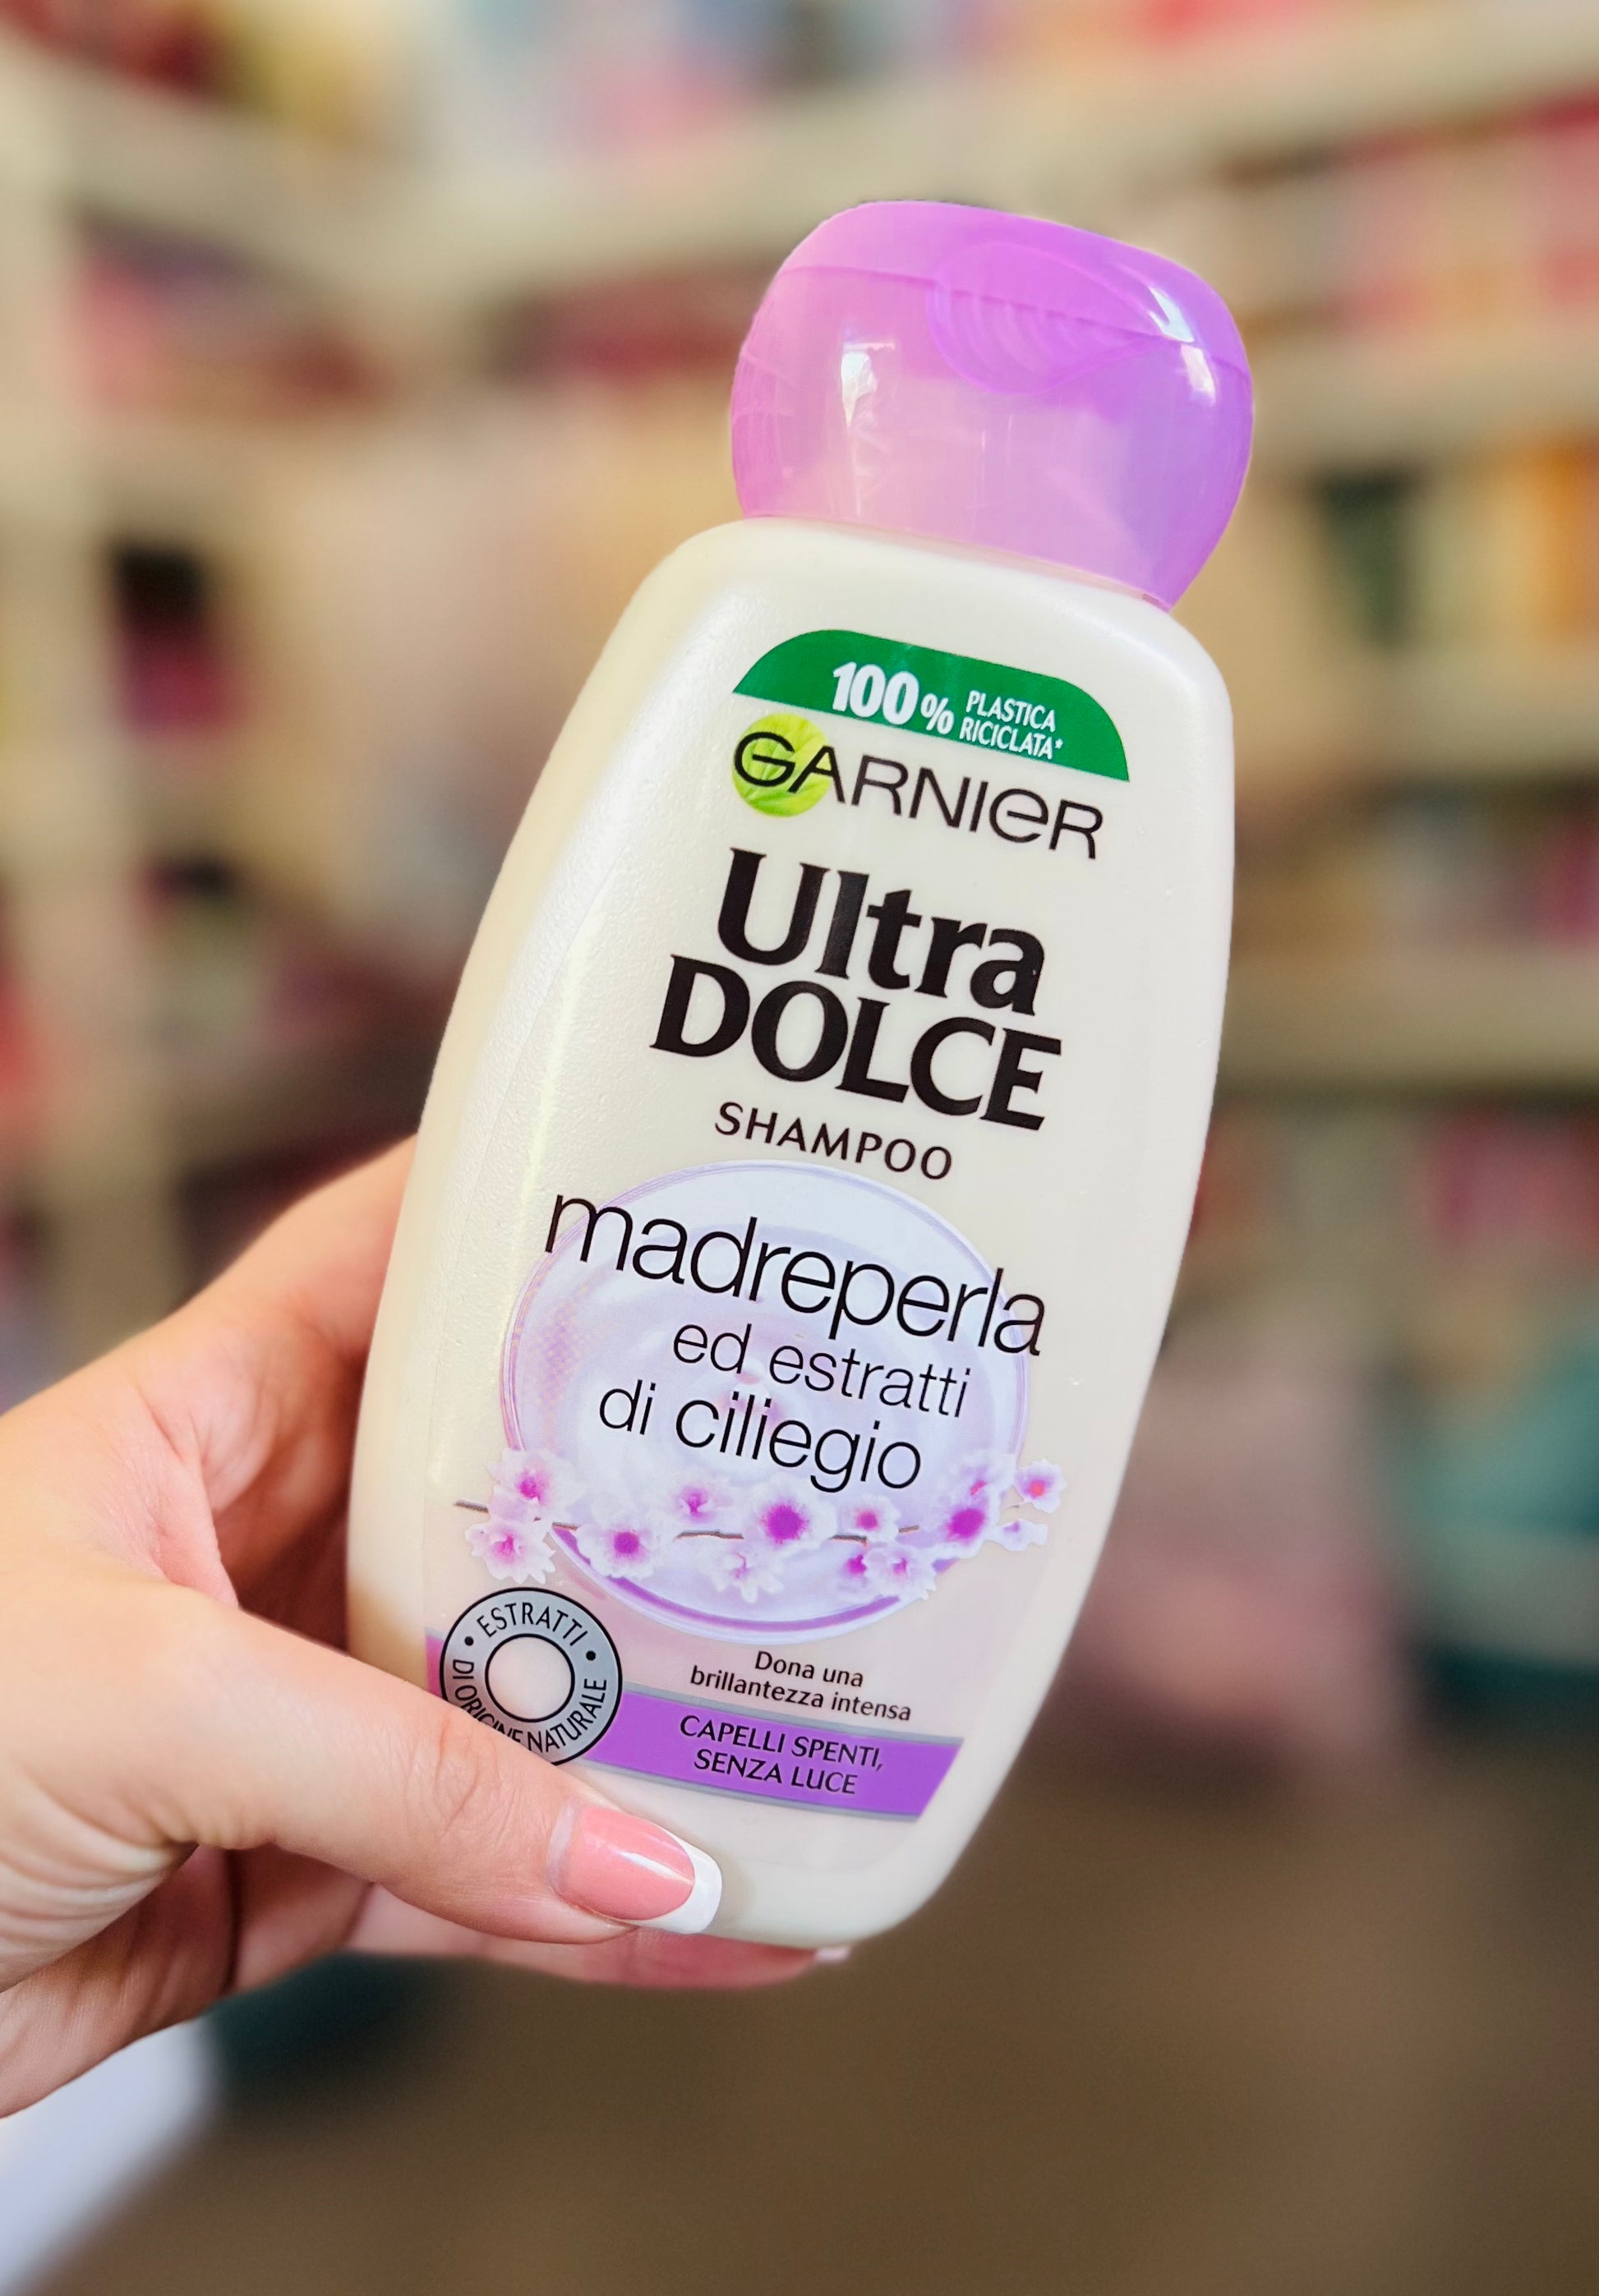 100% PLASTICA
RICICLATA*
GARNIER
Ultra
DOLCE
SHAMPOO
madreperla
ed estratti
di ciliegio
• ESTRATTI •
DI ORIGINE NATURALE
Dona una
brillantezza intensa
CAPELLI SPENTI,
SENZA LUCE